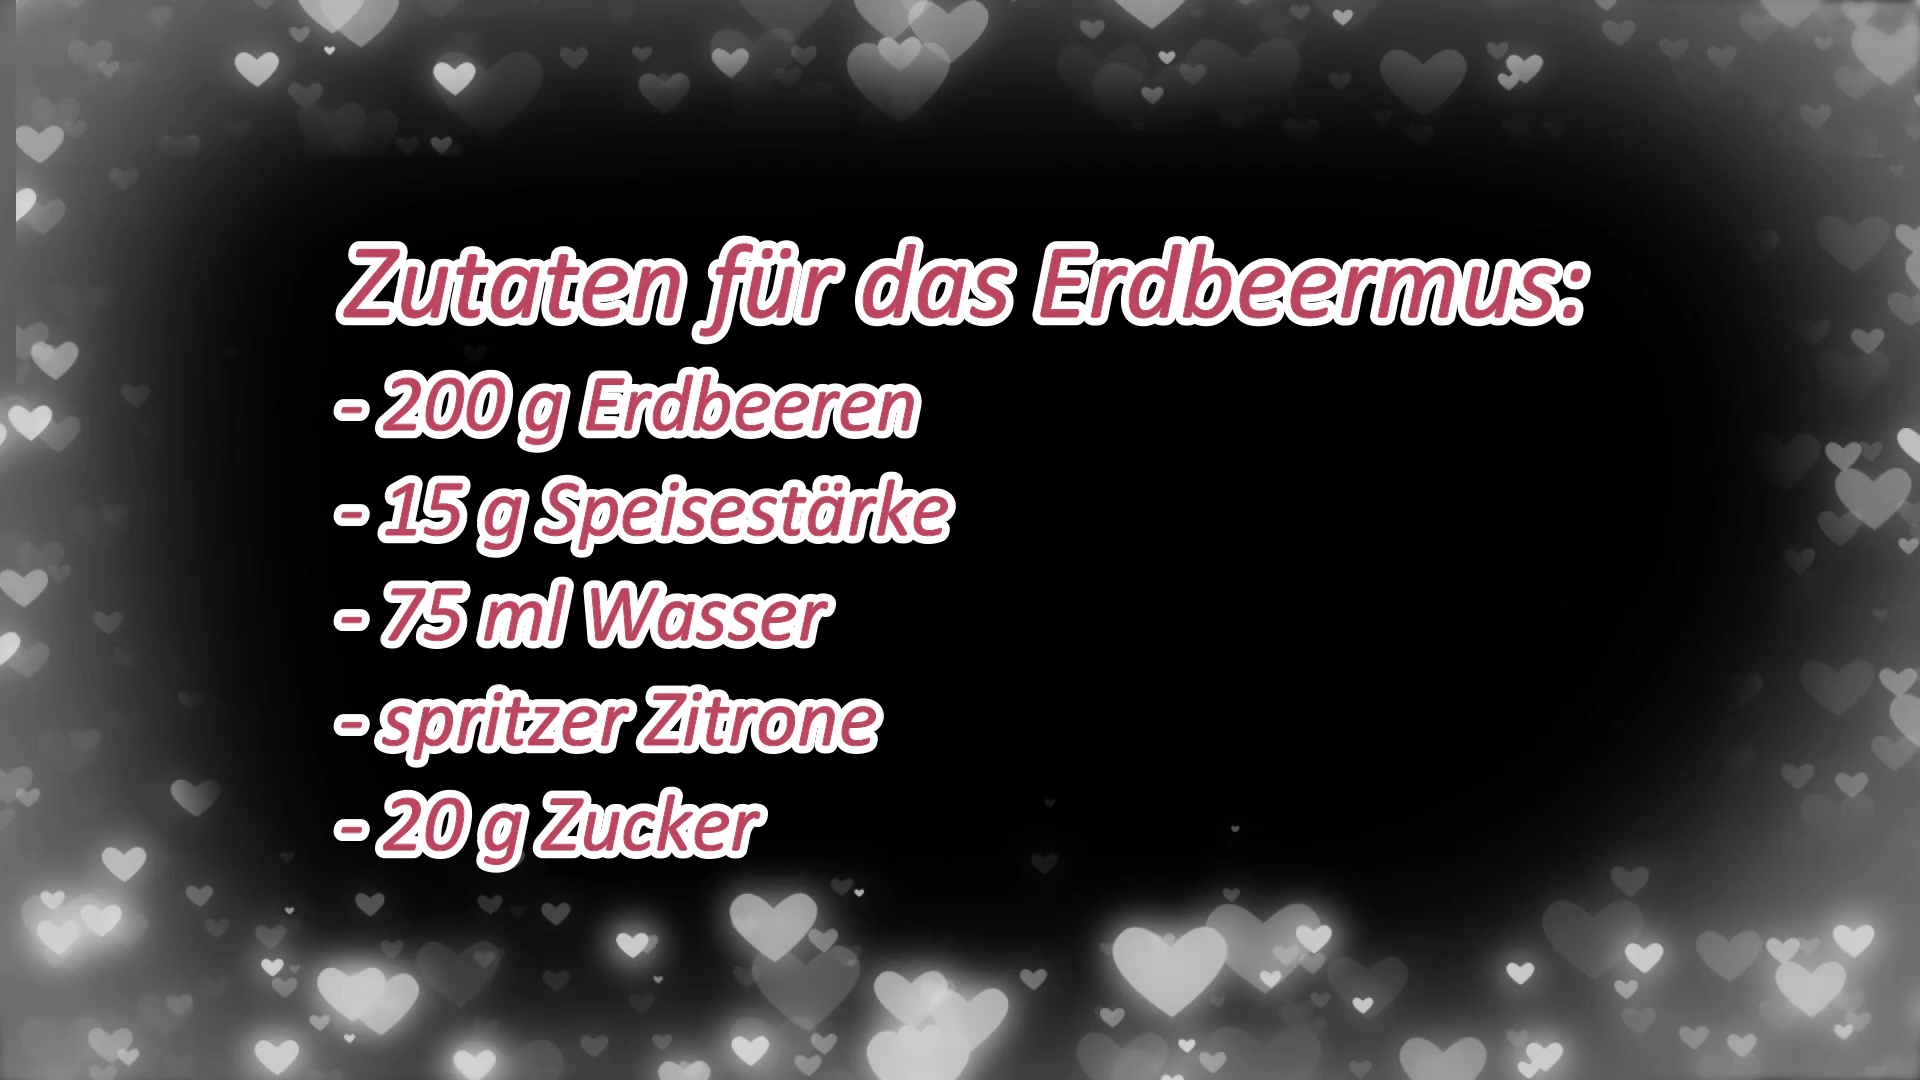 Zutaten für das Erdbeermus:
- 200 g Erdbeeren
- 15 g Speisestärke
- 75 ml Wasser
- spritzer Zitrone
- 20 g Zucker